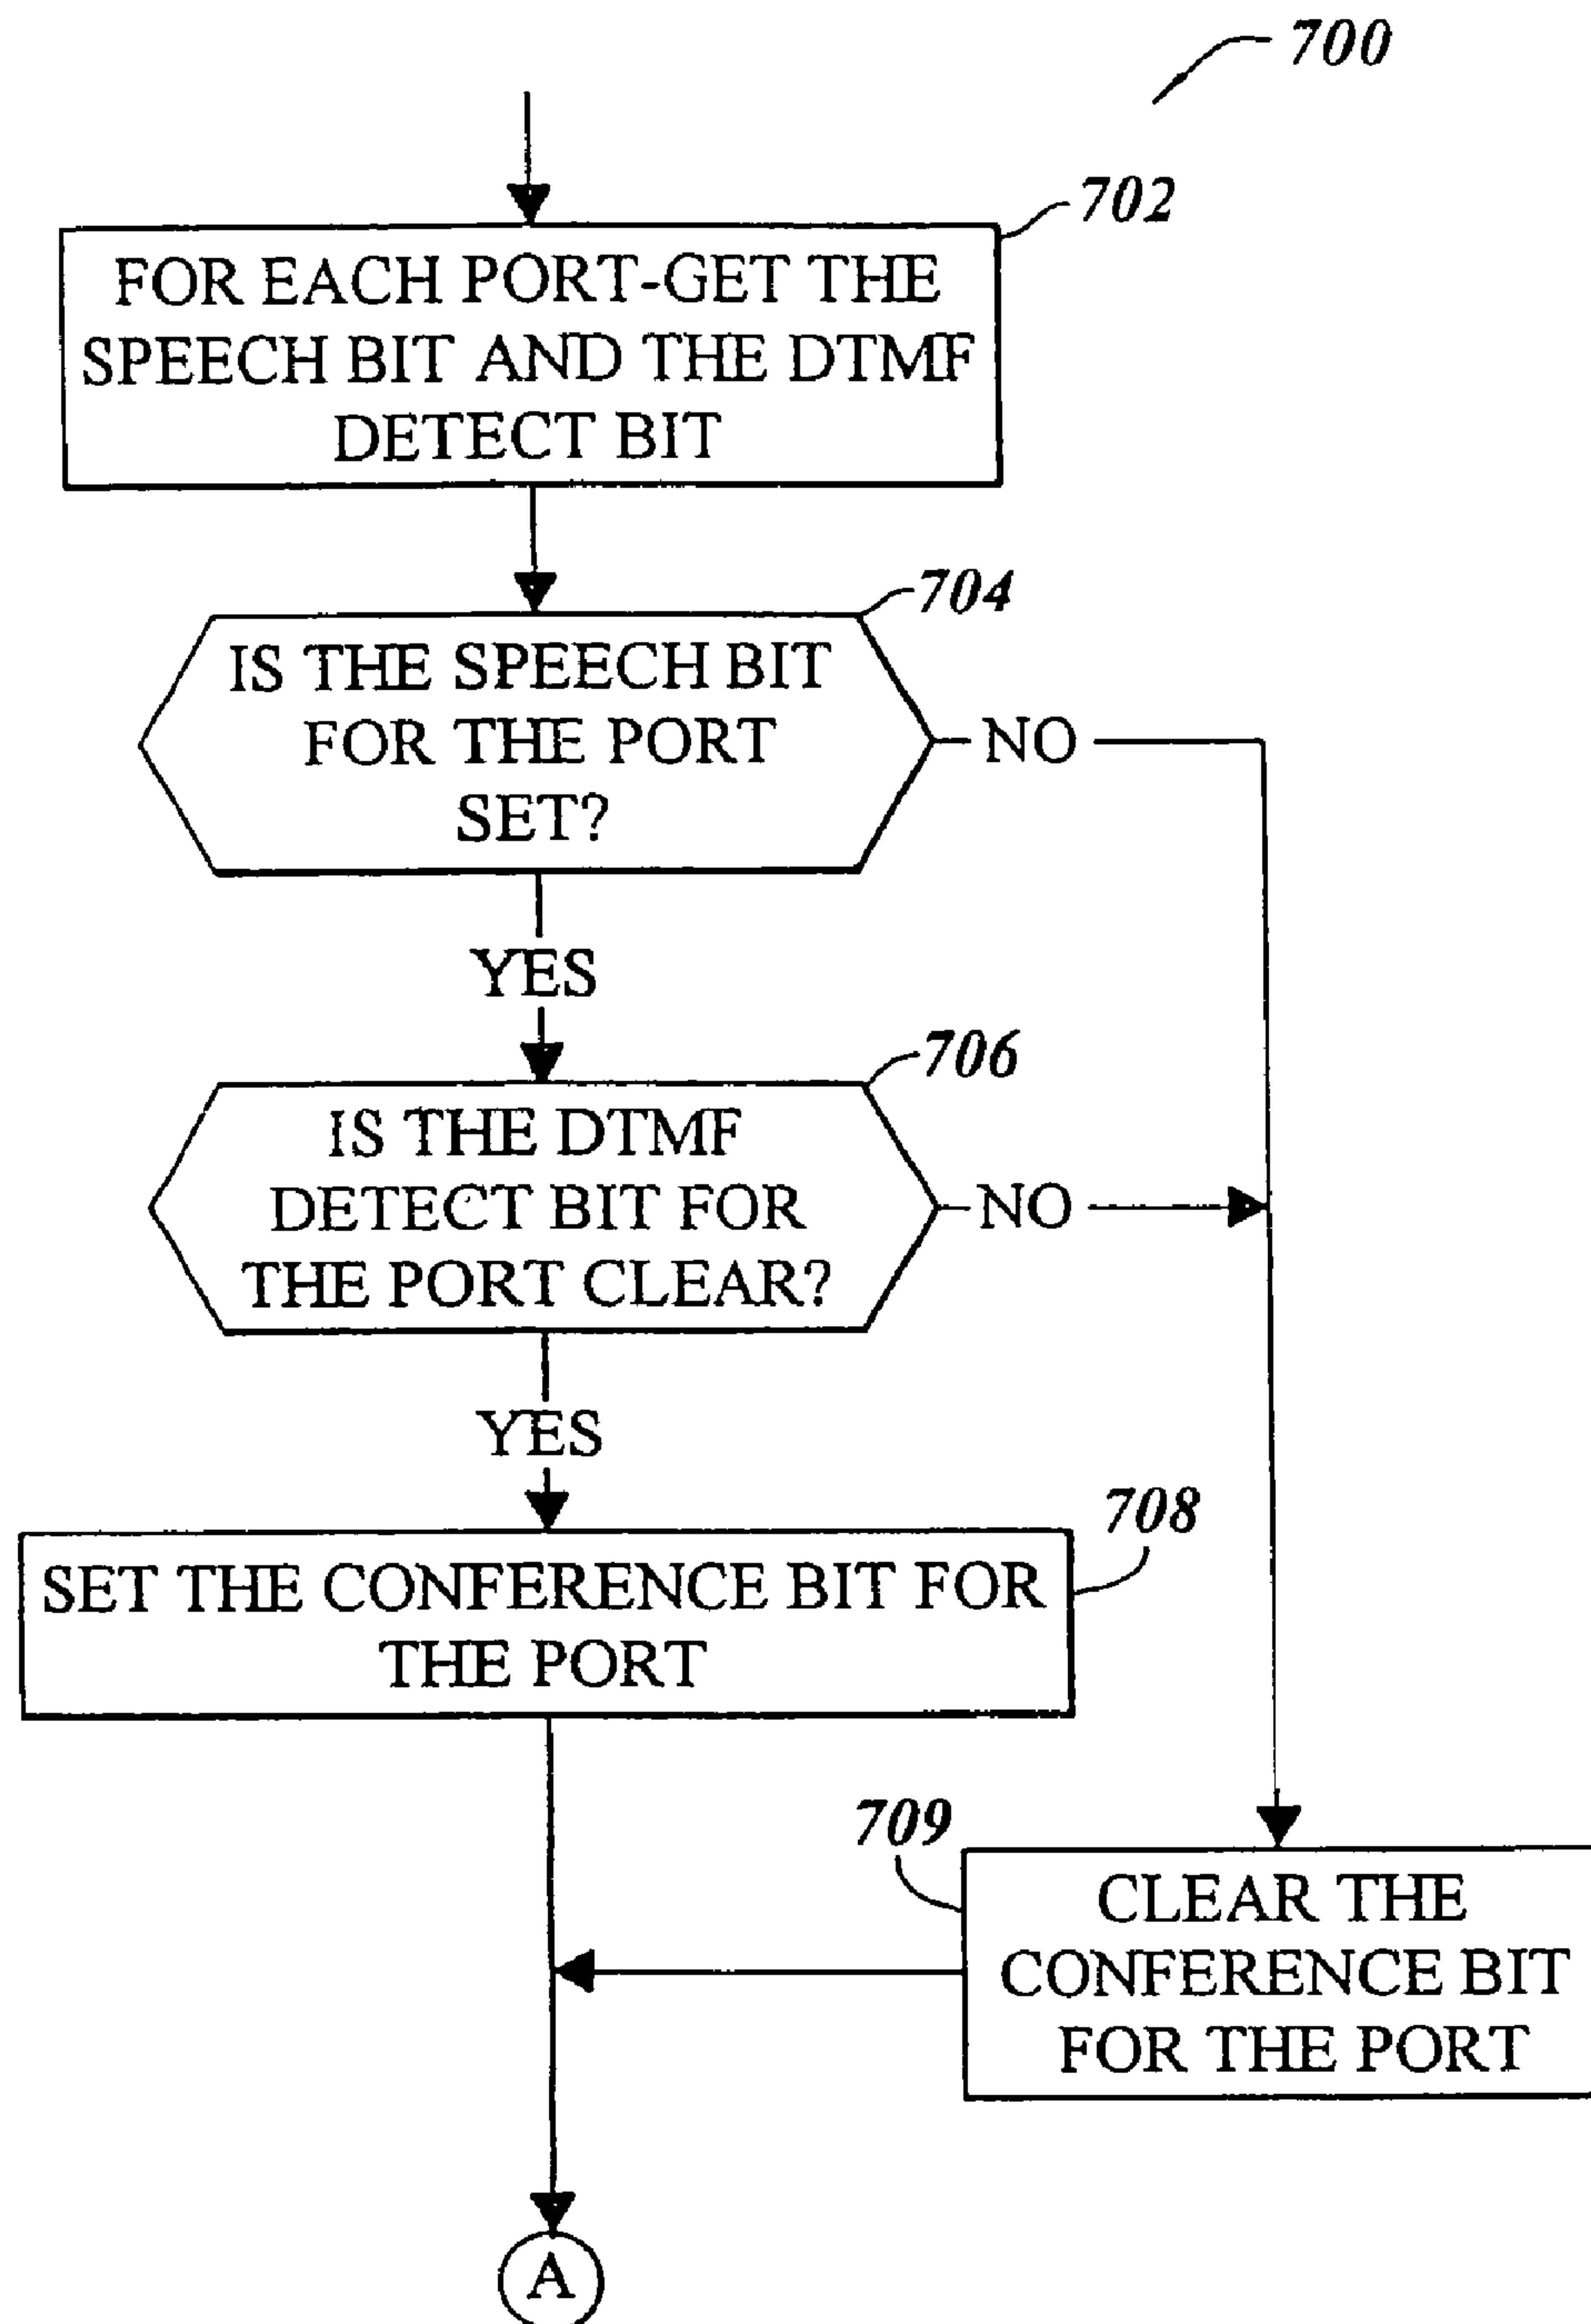 700
702
FOR EACH PORT-GET THE
SPEECH BIT AND THE DTMF
DETECT BIT
704
IS THE SPEECH BIT
FOR THE PORT
SET?
NO
YES
706
IS THE DTMF
DETECT BIT FOR
THE PORT CLEAR?
NO
YES
708
SET THE CONFERENCE BIT FOR
THE PORT
709
CLEAR THE
CONFERENCE BIT
FOR THE PORT
A